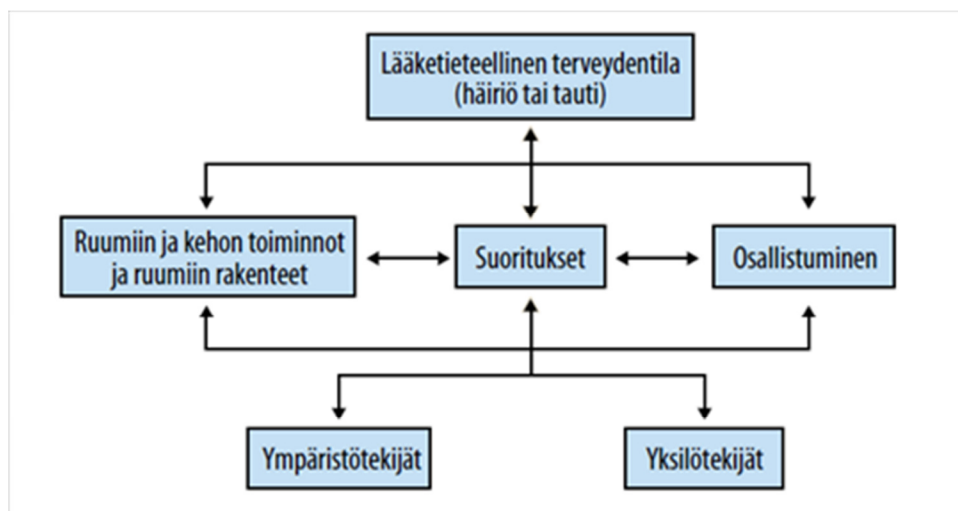 Lääketieteellinen terveydentila
(häiriö tai tauti)
Ruumiin ja kehon toiminnot
ja ruumiin rakenteet
Suoritukset
Osallistuminen
Ympäristötekijät
Yksilötekijät